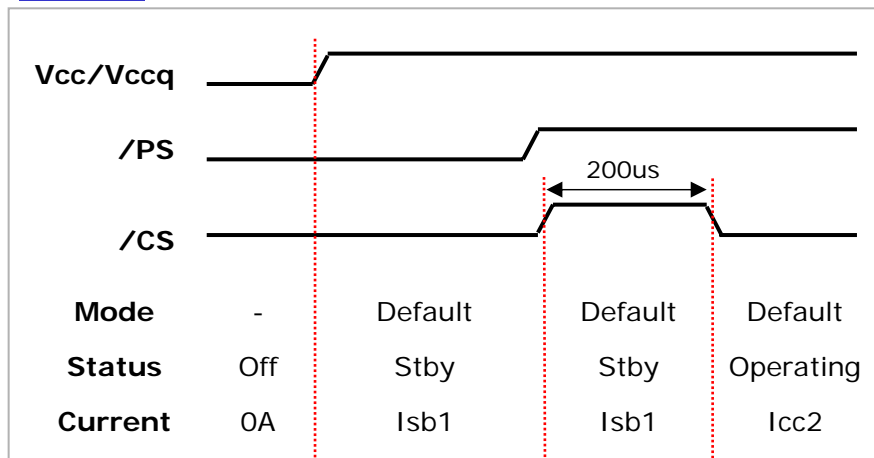 Vcc/Vccq
/PS
200us
/CS
Mode - Default Default Default
Status Off Stby Stby Operating
Current 0A Isb1 Isb1 Icc2